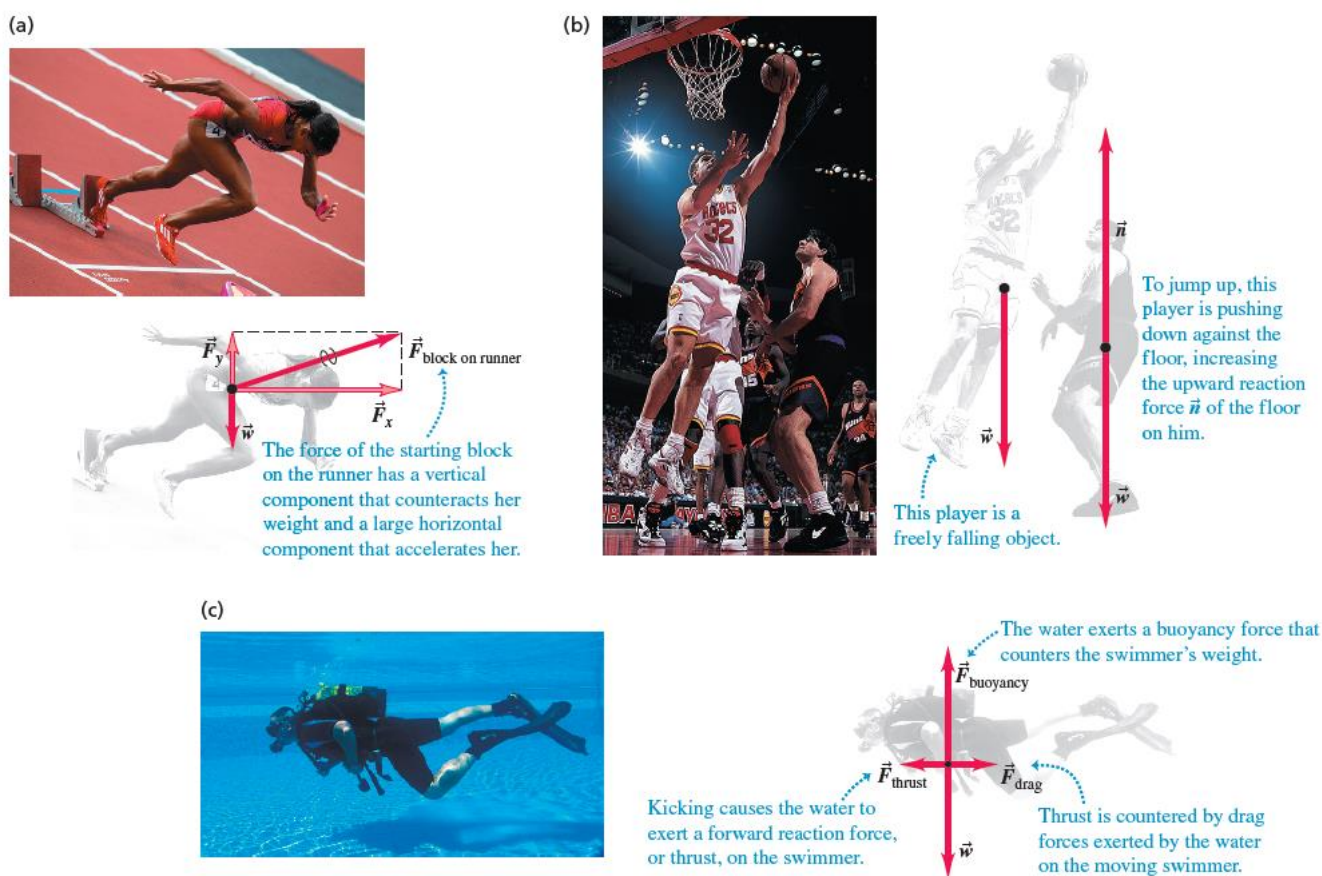 (a)
4
1
F⃗y
F⃗block on runner
F⃗x
w⃗
The force of the starting block
on the runner has a vertical
component that counteracts her
weight and a large horizontal
component that accelerates her.
(b)
ROCKETS
32
24
NBA
32
n⃗
w⃗
w⃗
To jump up, this
player is pushing
down against the
floor, increasing
the upward reaction
force n⃗ of the floor
on him.
This player is a
freely falling object.
(c)
The water exerts a buoyancy force that
counters the swimmer's weight.
F⃗buoyancy
F⃗thrust
F⃗drag
w⃗
Kicking causes the water to
exert a forward reaction force,
or thrust, on the swimmer.
Thrust is countered by drag
forces exerted by the water
on the moving swimmer.